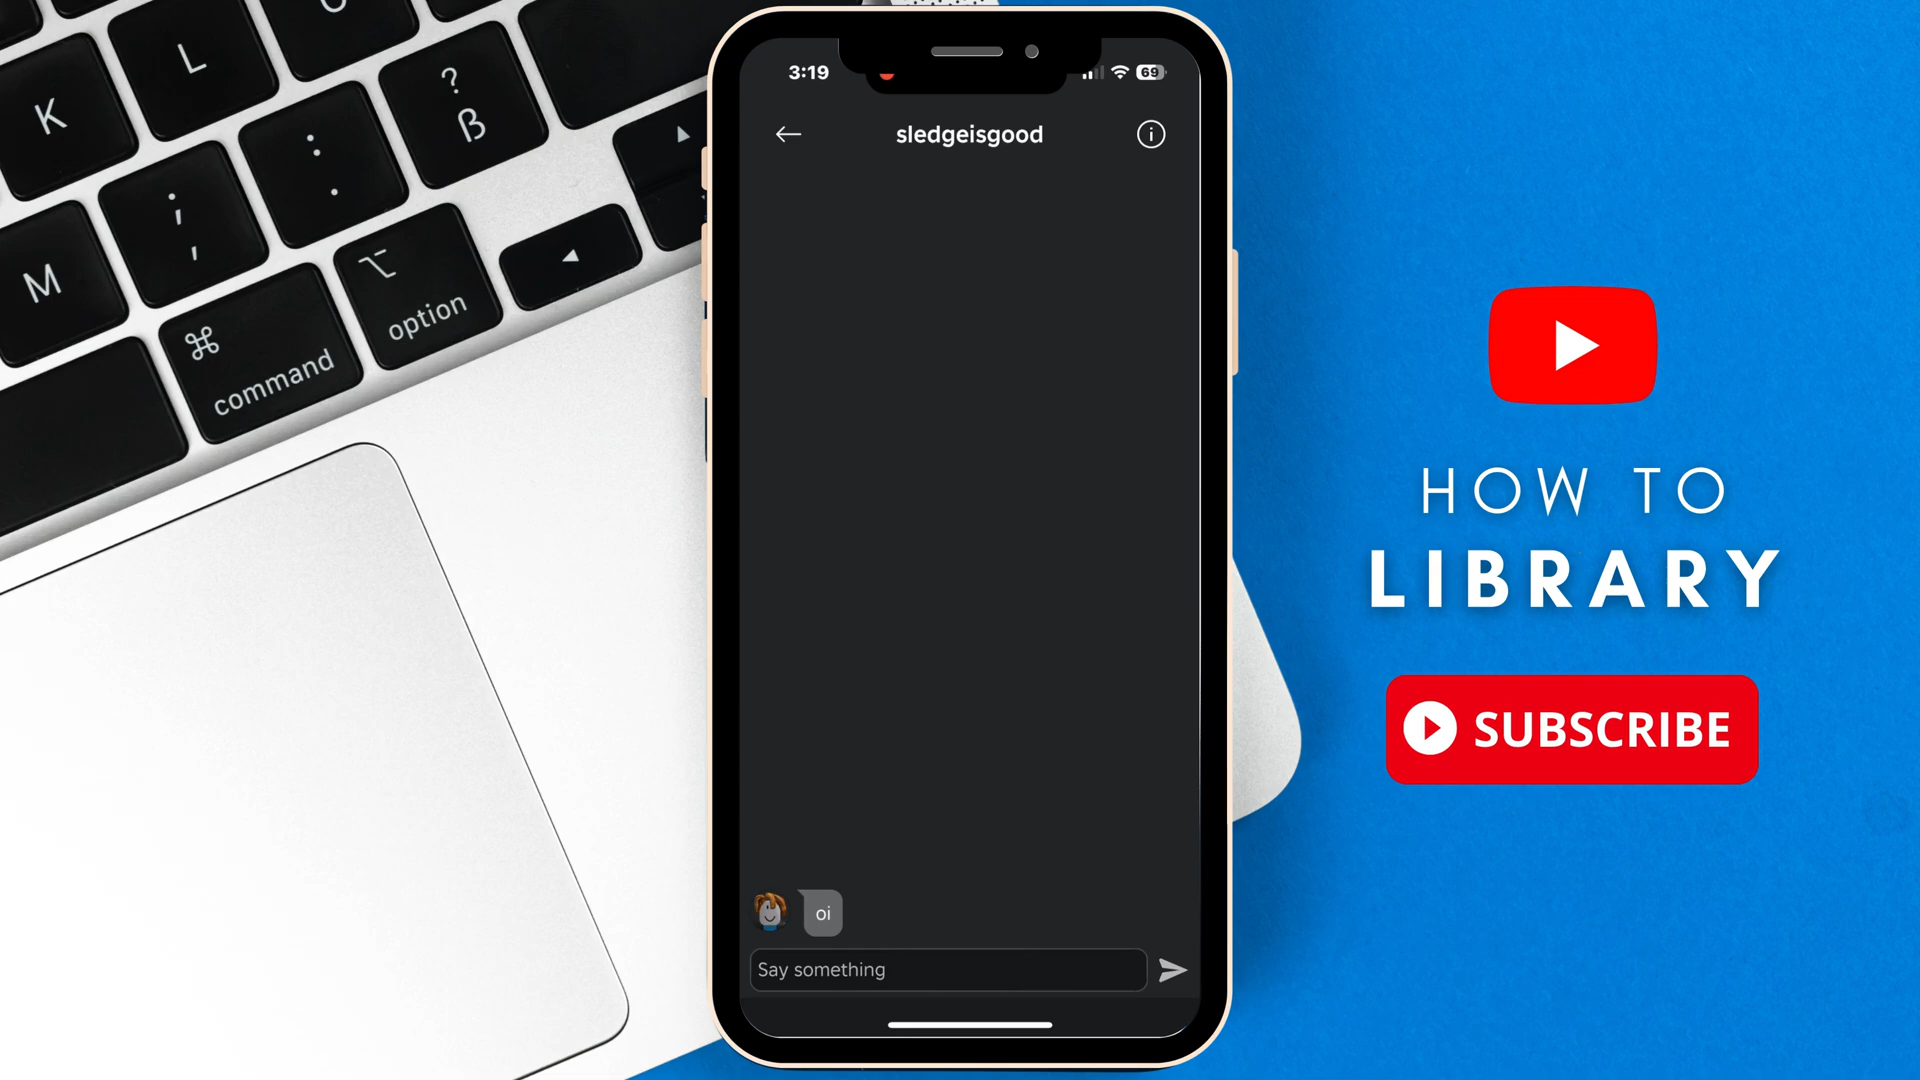 L
K
?
ß
:
.
;
,
M
option
command
3:19
69
sledgeisgood
oi
Say something
HOW TO
LIBRARY
SUBSCRIBE